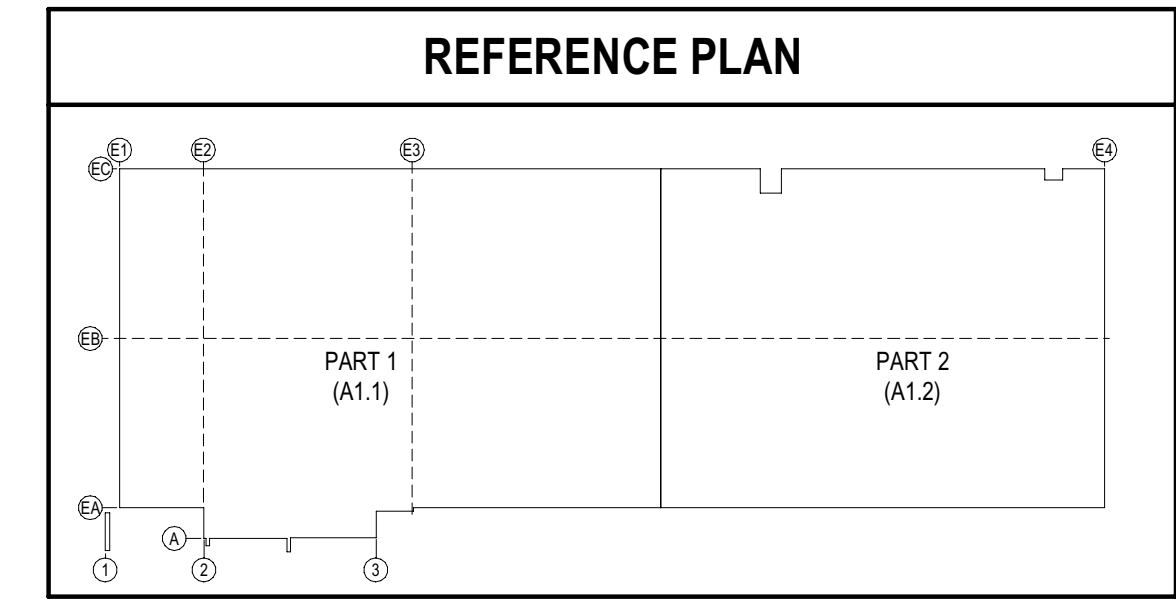 REFERENCE PLAN
E1 E2 E3 E4
EC
EB
PART 1
(A1.1)
PART 2
(A1.2)
EA
A
1 2 3